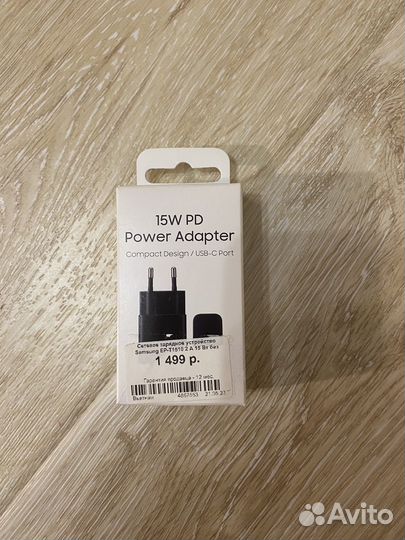 15W PD
Power Adapter
Compact Design / USB-C Port
Сетевое зарядное устройство
Samsung EP-T1510 2 А 15 Вт без
1 499 р.
Гарантия продавца - 12 мес.
Вьетнам
Avito